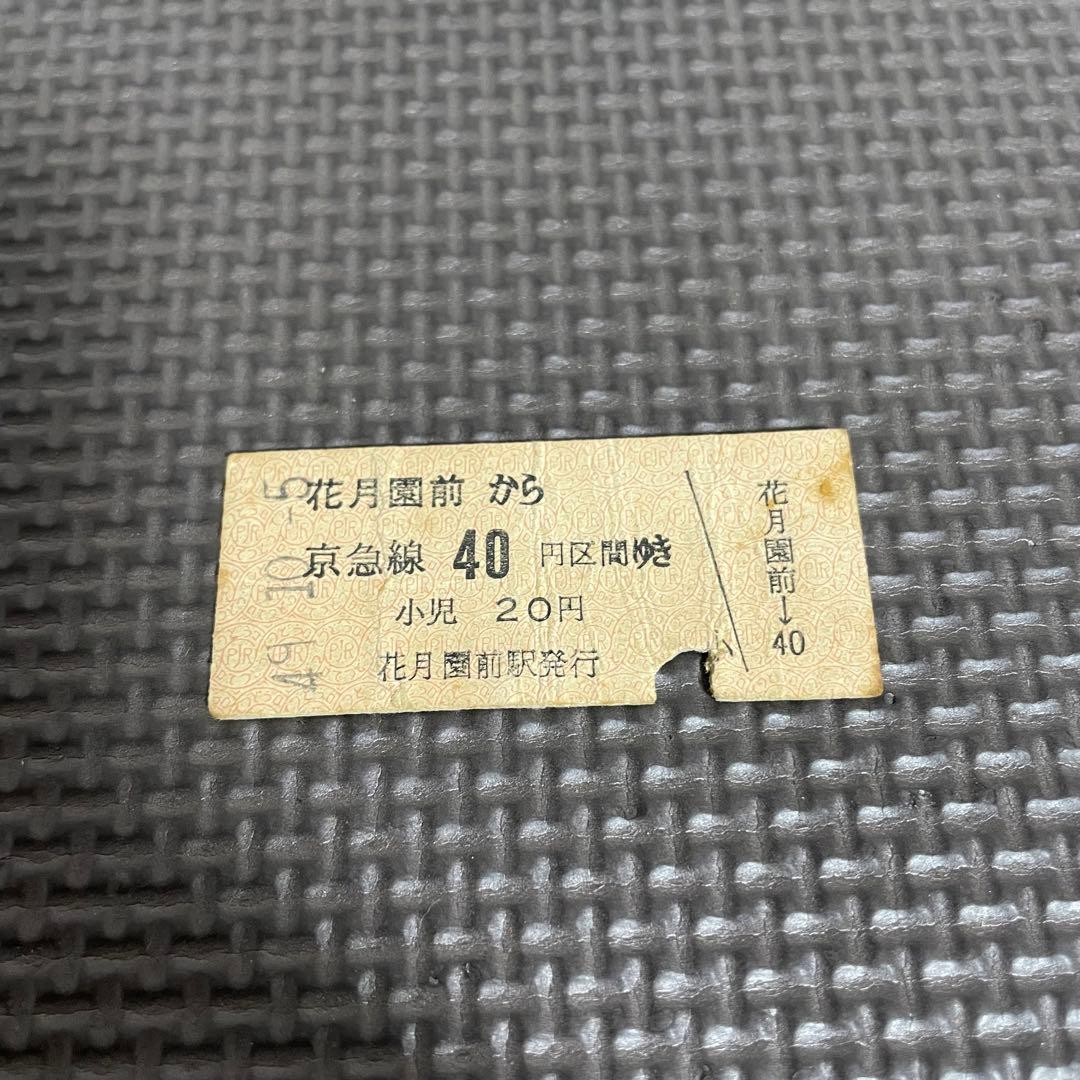 49 10 -5
花月園前 から
京急線 40 円区間ゆき
小児 20円
花月園前駅発行
小
花月園前→40